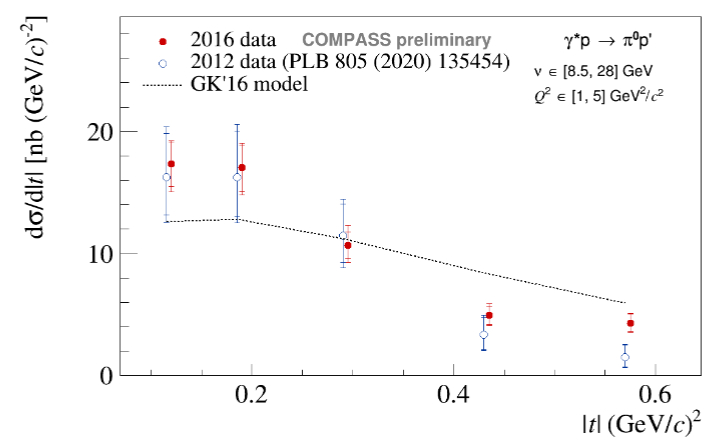 dσ/d|t| [nb (GeV/c)⁻²]
2016 data
COMPASS preliminary
2012 data (PLB 805 (2020) 135454)
GK'16 model
γ*p → π⁰p'
ν ∈ [8.5, 28] GeV
Q² ∈ [1, 5] GeV²/c²
20
10
0
0.2
0.4
0.6
|t| (GeV/c)²